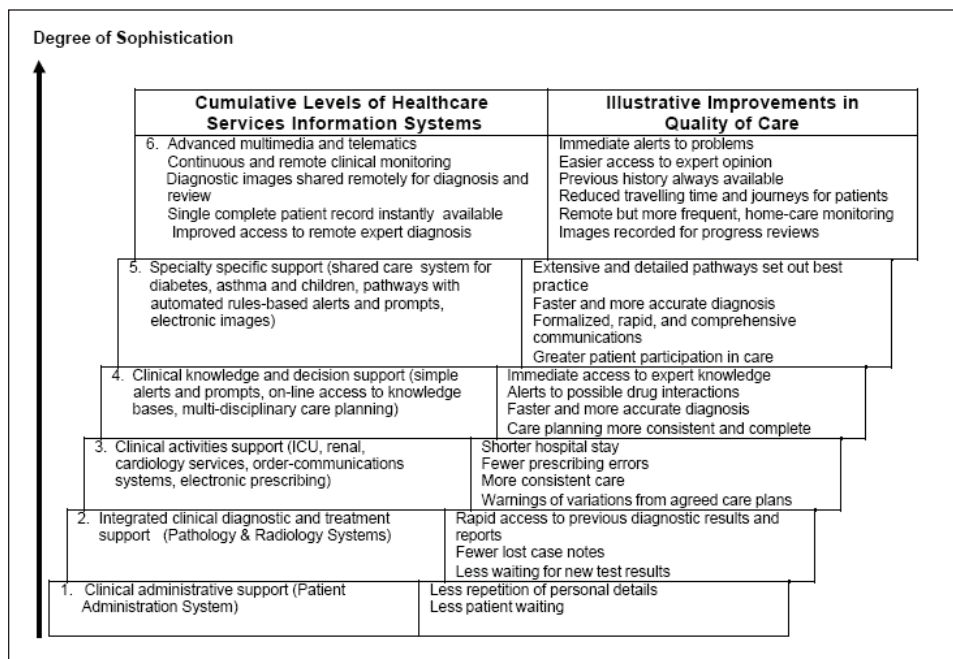 Degree of Sophistication
Cumulative Levels of Healthcare
Services Information Systems
Illustrative Improvements in
Quality of Care
6. Advanced multimedia and telematics
Continuous and remote clinical monitoring
Diagnostic images shared remotely for diagnosis and
review
Single complete patient record instantly available
Improved access to remote expert diagnosis
Immediate alerts to problems
Easier access to expert opinion
Previous history always available
Reduced travelling time and journeys for patients
Remote but more frequent, home-care monitoring
Images recorded for progress reviews
5. Specialty specific support (shared care system for
diabetes, asthma and children, pathways with
automated rules-based alerts and prompts,
electronic images)
Extensive and detailed pathways set out best
practice
Faster and more accurate diagnosis
Formalized, rapid, and comprehensive
communications
Greater patient participation in care
4. Clinical knowledge and decision support (simple
alerts and prompts, on-line access to knowledge
bases, multi-disciplinary care planning)
Immediate access to expert knowledge
Alerts to possible drug interactions
Faster and more accurate diagnosis
Care planning more consistent and complete
3. Clinical activities support (ICU, renal,
cardiology services, order-communications
systems, electronic prescribing)
Shorter hospital stay
Fewer prescribing errors
More consistent care
Warnings of variations from agreed care plans
2. Integrated clinical diagnostic and treatment
support (Pathology & Radiology Systems)
Rapid access to previous diagnostic results and
reports
Fewer lost case notes
Less waiting for new test results
1. Clinical administrative support (Patient
Administration System)
Less repetition of personal details
Less patient waiting